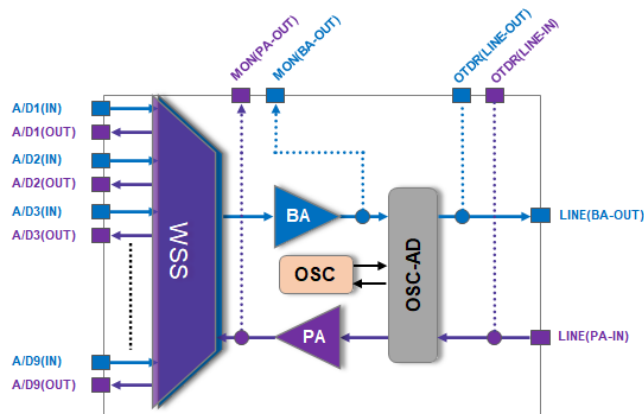 MON(PA-OUT)
MON(BA-OUT)
OTDR(LINE-OUT)
OTDR(LINE-IN)
A/D1(IN)
A/D1(OUT)
A/D2(IN)
A/D2(OUT)
A/D3(IN)
A/D3(OUT)
A/D9(IN)
A/D9(OUT)
WSS
BA
OSC
PA
OSC-AD
LINE(BA-OUT)
LINE(PA-IN)